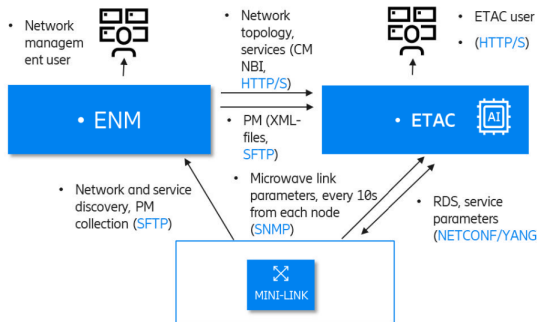 • Network
managem
ent user
• Network
topology,
services (CM
NBI,
HTTP/S)
• ETAC user
• (HTTP/S)
• ENM
• PM (XML-
files,
SFTP)
• ETAC
AI
• Network and service
discovery, PM
collection (SFTP)
• Microwave link
parameters, every 10s
from each node
(SNMP)
• RDS, service
parameters
(NETCONF/YANG
MINI-LINK